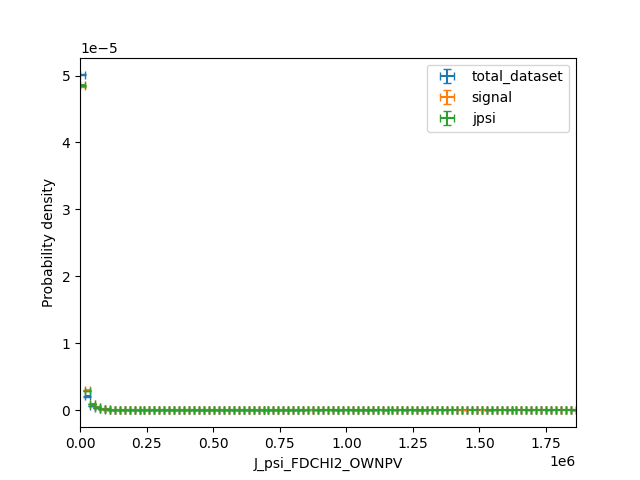 1e−5
total_dataset
signal
jpsi
5
4
3
2
1
0
Probability density
0.00 0.25 0.50 0.75 1.00 1.25 1.50 1.75
1e6
J_psi_FDCHI2_OWNPV